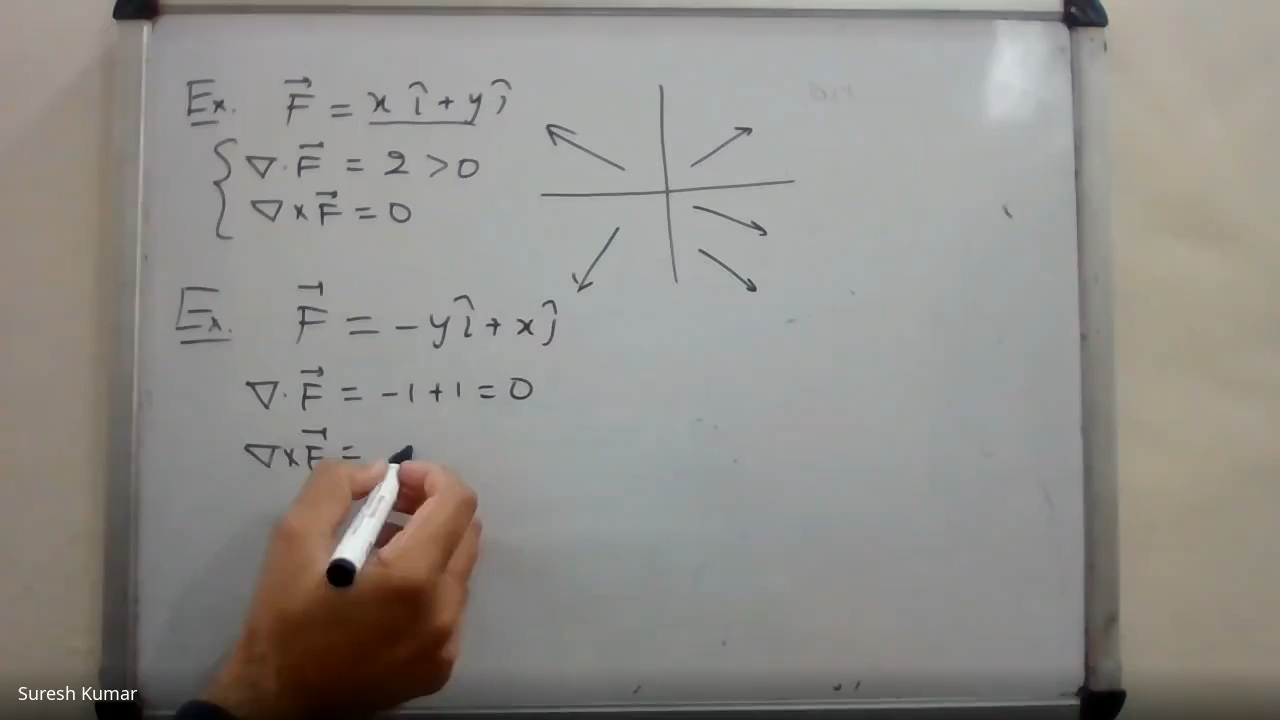 Ex. F⃗ = x î + y ĵ
∇·F⃗ = 2 > 0
∇×F⃗ = 0
Ex. F⃗ = -y î + x ĵ
∇·F⃗ = -1 + 1 = 0
∇×F⃗ =
Suresh Kumar